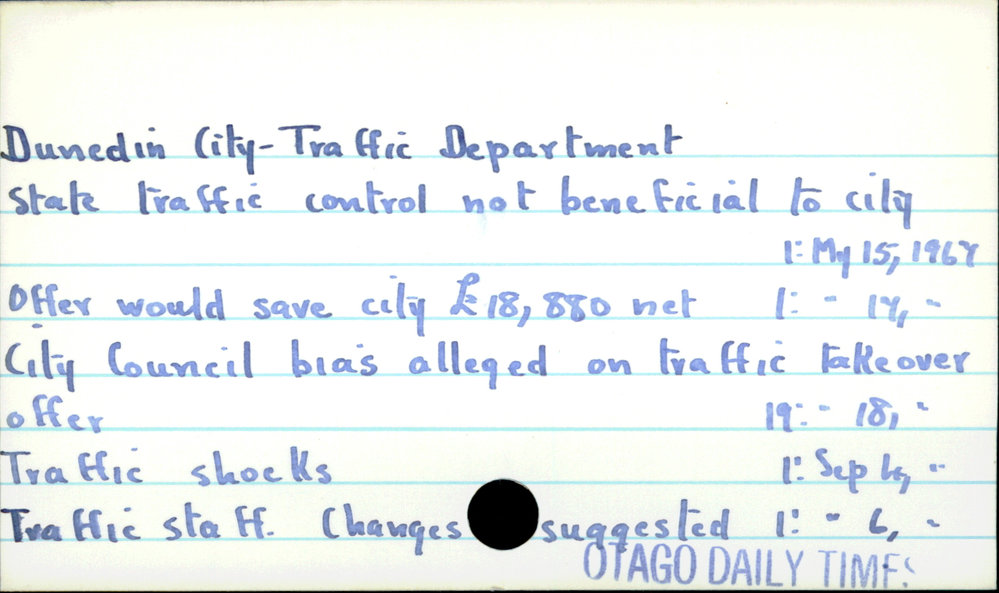 Dunedin City-Traffic Department
State traffic control not beneficial to city
1: My 15, 1967
Offer would save city £18,880 net 1: - 17, -
City Council bias alleged on traffic takeover
offer 19: - 18, -
Traffic shocks 1: Sep 4, -
Traffic staff. Changes suggested 1: - 6, -
OTAGO DAILY TIMES